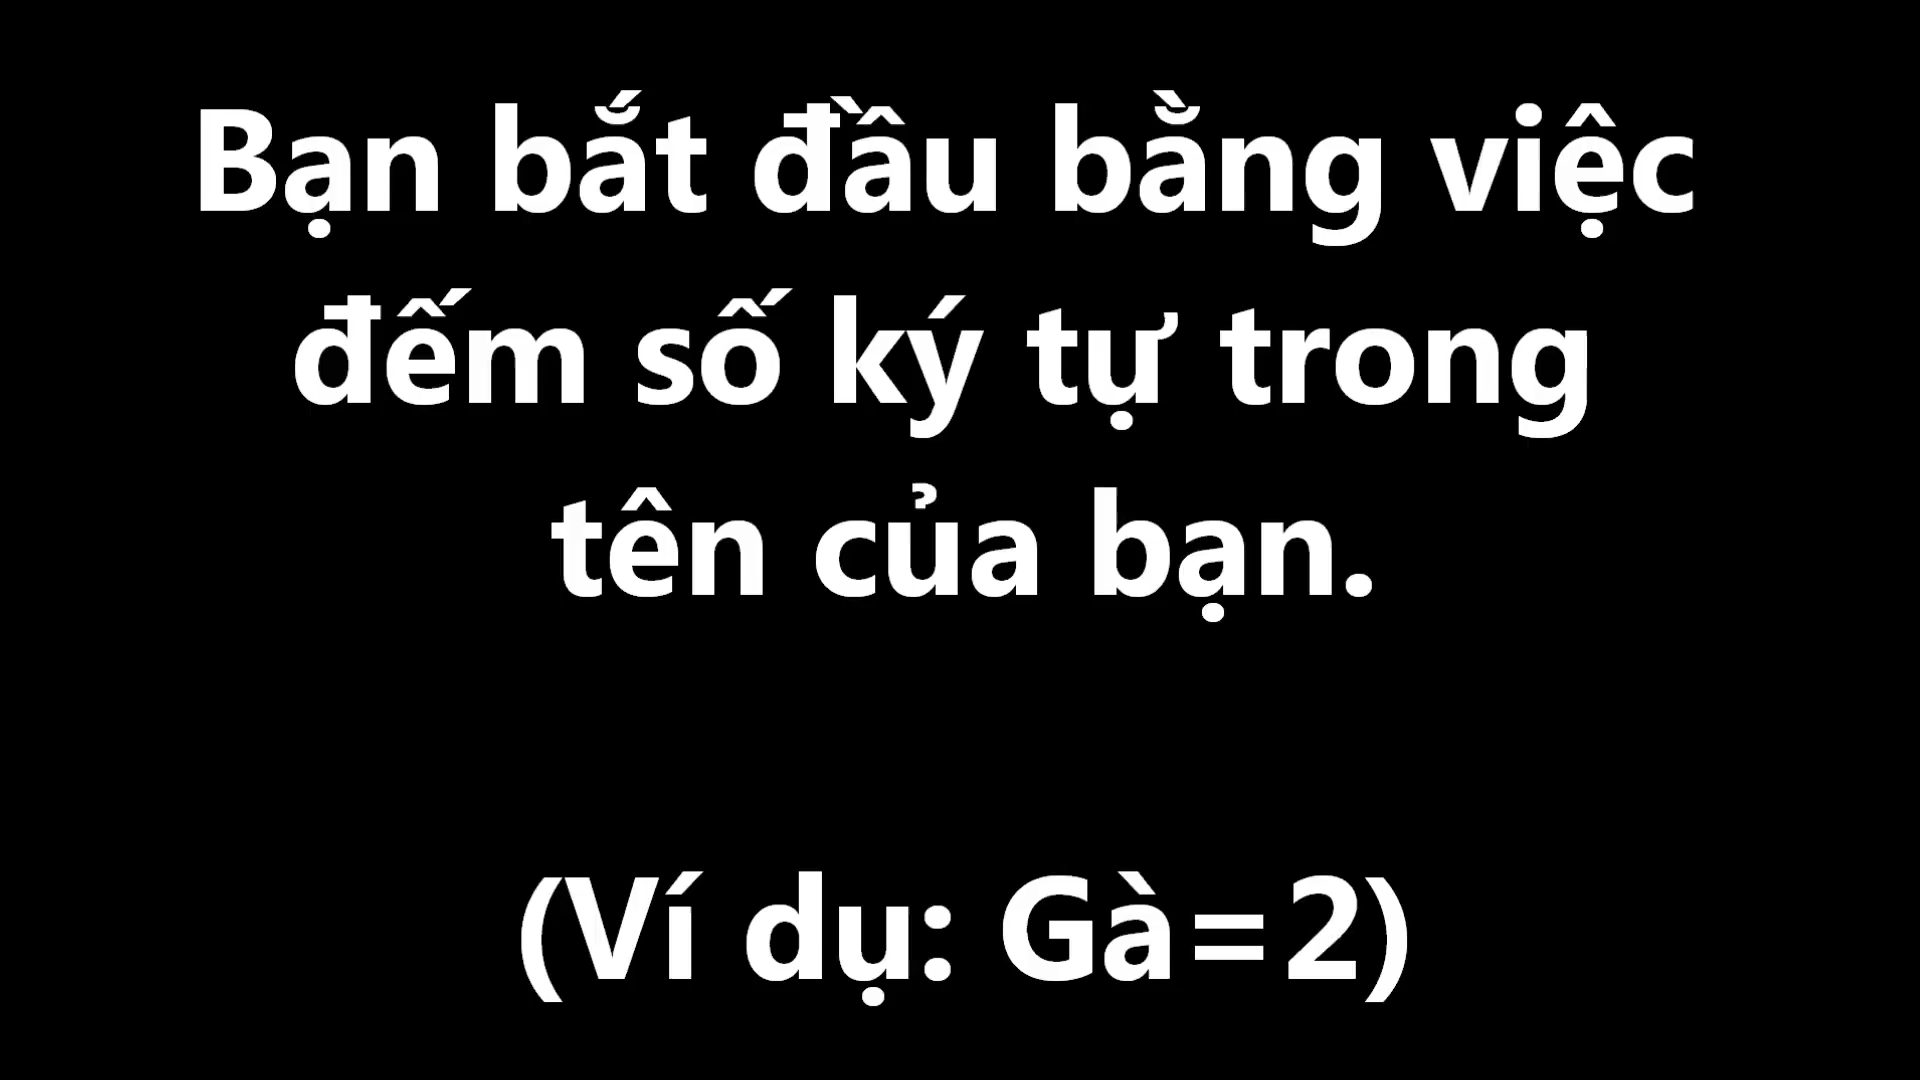 Bạn bắt đầu bằng việc
đếm số ký tự trong
tên của bạn.
(Ví dụ: Gà=2)